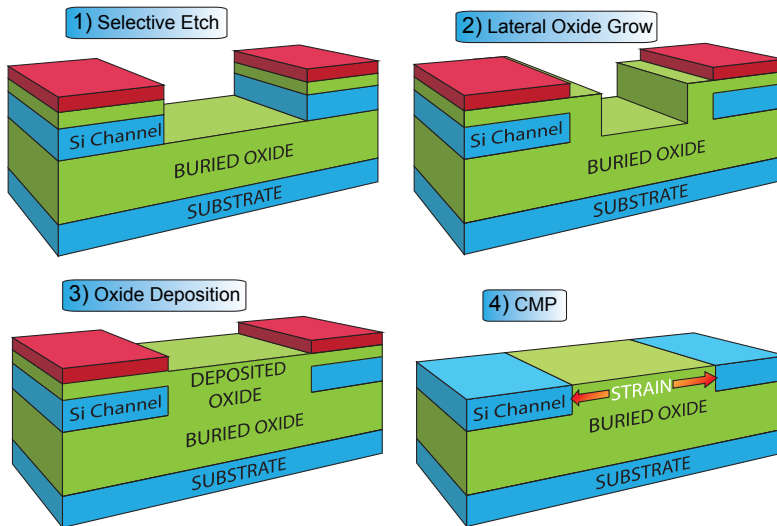 1) Selective Etch
Si Channel
BURIED OXIDE
SUBSTRATE
2) Lateral Oxide Grow
Si Channel
BURIED OXIDE
SUBSTRATE
3) Oxide Deposition
DEPOSITED
OXIDE
Si Channel
BURIED OXIDE
SUBSTRATE
4) CMP
STRAIN
Si Channel
BURIED OXIDE
SUBSTRATE